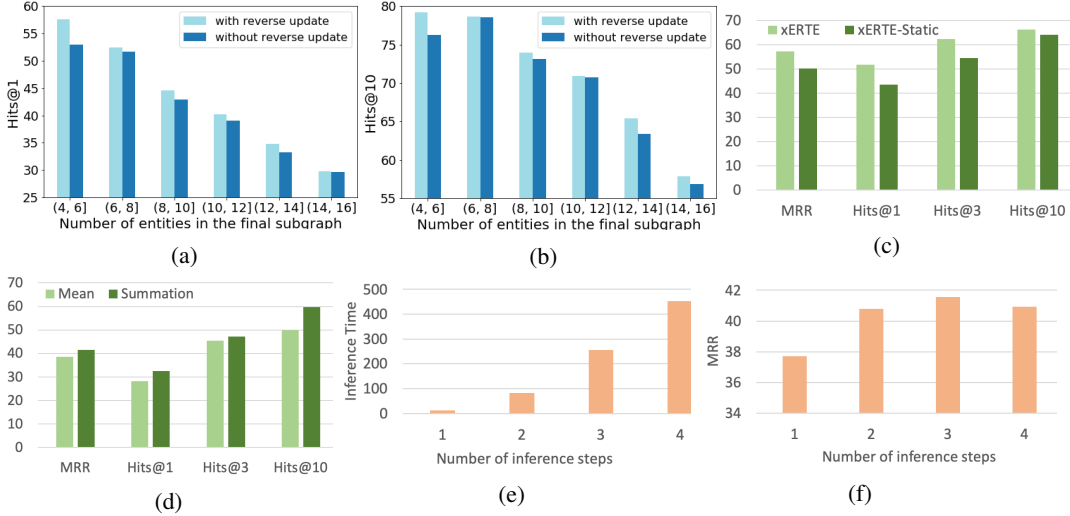 60
55
50
45
40
35
30
25
Hits@1
with reverse update
without reverse update
(4, 6] (6, 8] (8, 10] (10, 12] (12, 14] (14, 16]
Number of entities in the final subgraph
(a)
80
75
70
65
60
55
Hits@10
with reverse update
without reverse update
(4, 6] (6, 8] (8, 10] (10, 12] (12, 14] (14, 16]
Number of entities in the final subgraph
(b)
70
60
50
40
30
20
10
0
xERTE xERTE-Static
MRR Hits@1 Hits@3 Hits@10
(c)
70
60
50
40
30
20
10
0
Mean Summation
MRR Hits@1 Hits@3 Hits@10
(d)
500
400
300
200
100
0
Inference Time
1 2 3 4
Number of inference steps
(e)
42
40
38
36
34
MRR
1 2 3 4
Number of inference steps
(f)